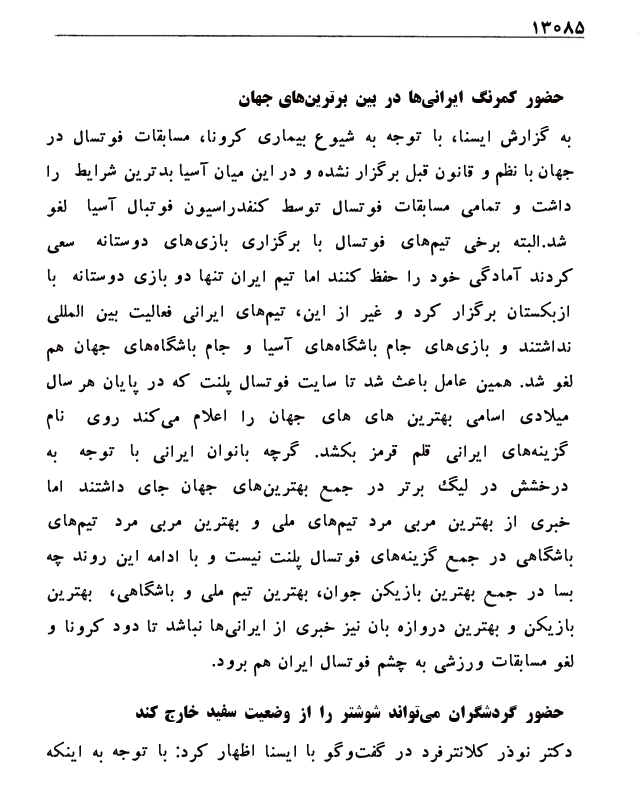 ۱۳۰۸۵
حضور کمرنگ ایرانی‌ها در بین برترین‌های جهان
به گزارش ایسنا، با توجه به شیوع بیماری کرونا، مسابقات فوتسال در
جهان با نظم و قانون قبل برگزار نشده و در این میان آسیا بدترین شرایط را
داشت و تمامی مسابقات فوتسال توسط کنفدراسیون فوتبال آسیا لغو
شد.البته برخی تیم‌های فوتسال با برگزاری بازی‌های دوستانه سعی
کردند آمادگی خود را حفظ کنند اما تیم ایران تنها دو بازی دوستانه با
ازبکستان برگزار کرد و غیر از این، تیم‌های ایرانی فعالیت بین المللی
نداشتند و بازی‌های جام باشگاه‌های آسیا و جام باشگاه‌های جهان هم
لغو شد. همین عامل باعث شد تا سایت فوتسال پلنت که در پایان هر سال
میلادی اسامی بهترین های های جهان را اعلام می‌کند روی نام
گزینه‌های ایرانی قلم قرمز بکشد. گرچه بانوان ایرانی با توجه به
درخشش در لیگ برتر در جمع بهترین‌های جهان جای داشتند اما
خبری از بهترین مربی مرد تیم‌های ملی و بهترین مربی مرد تیم‌های
باشگاهی در جمع گزینه‌های فوتسال پلنت نیست و با ادامه این روند چه
بسا در جمع بهترین بازیکن جوان، بهترین تیم ملی و باشگاهی، بهترین
بازیکن و بهترین دروازه بان نیز خبری از ایرانی‌ها نباشد تا دود کرونا و
لغو مسابقات ورزشی به چشم فوتسال ایران هم برود.
حضور گردشگران می‌تواند شوشتر را از وضعیت سفید خارج کند
دکتر نوذر کلانترفرد در گفت‌وگو با ایسنا اظهار کرد: با توجه به اینکه